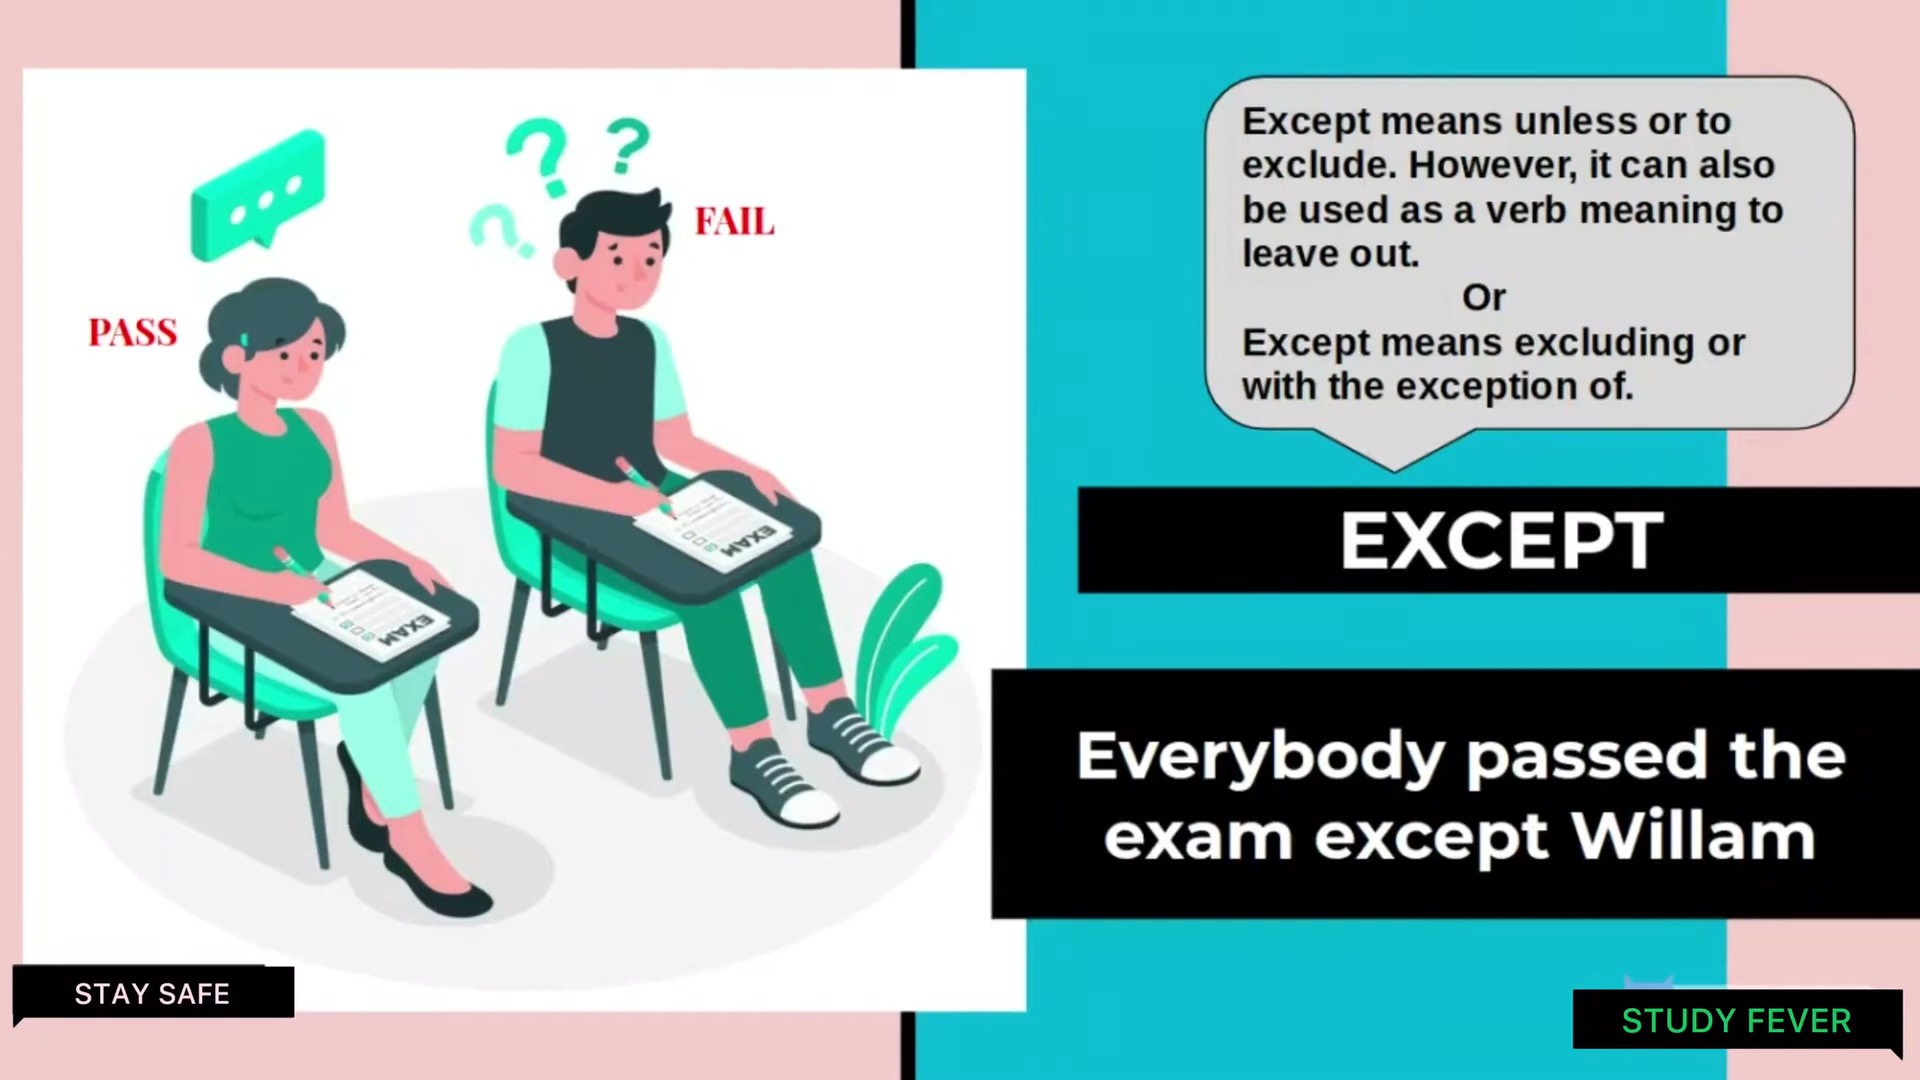 PASS
FAIL
EXAM
EXAM
Except means unless or to
exclude. However, it can also
be used as a verb meaning to
leave out.
Or
Except means excluding or
with the exception of.
EXCEPT
Everybody passed the
exam except Willam
STAY SAFE
STUDY FEVER